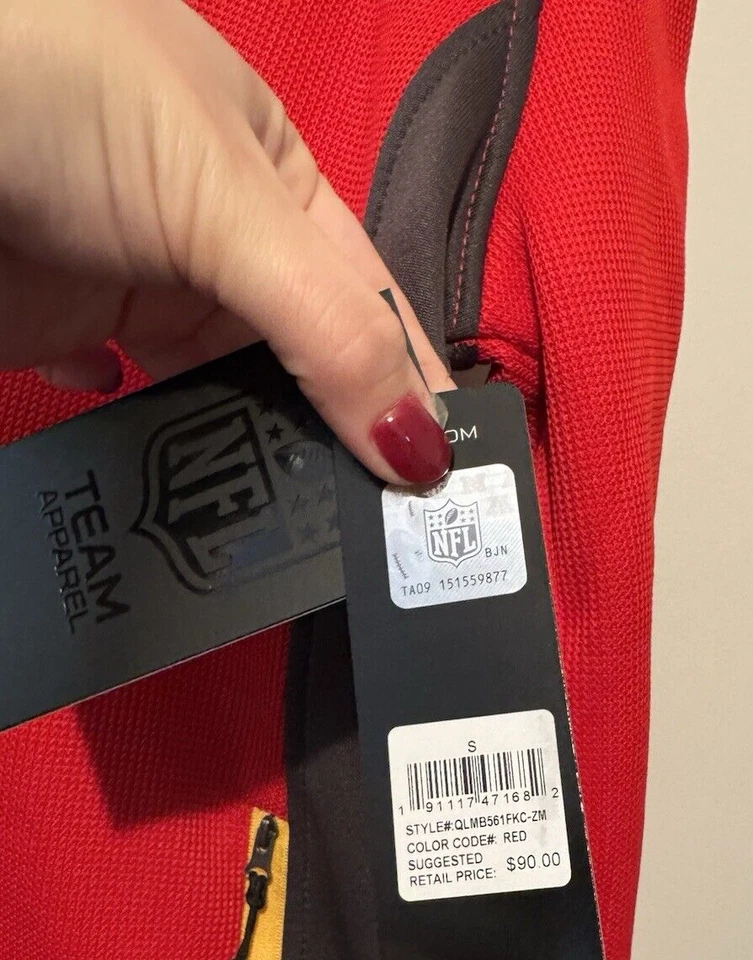 NFL
TEAM
APPAREL
OM
NFL
BJN
TA09 151559877
S
1 91117 47168 2
STYLE#:QLMB561FKC-ZM
COLOR CODE#: RED
SUGGESTED
RETAIL PRICE: $90.00